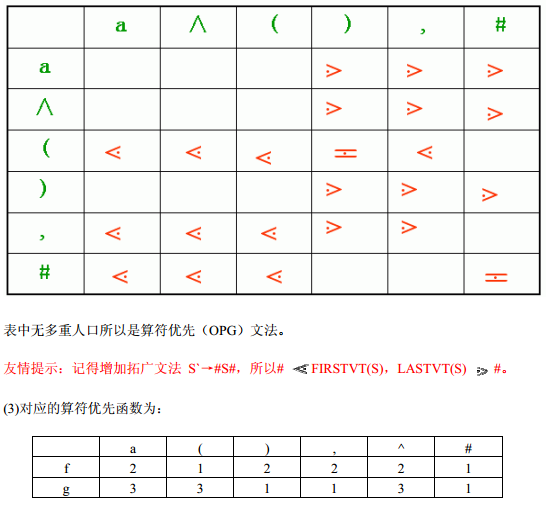 a ∧ ( ) , #
a ⋗ ⋗ ⋗
∧ ⋗ ⋗ ⋗
( ⋖ ⋖ ⋖ ≐ ⋖
) ⋗ ⋗ ⋗
, ⋖ ⋖ ⋖ ⋗ ⋗
# ⋖ ⋖ ⋖ ≐
表中无多重人口所以是算符优先（OPG）文法。
友情提示：记得增加拓广文法 S`→#S#，所以# ⋖FIRSTVT(S)，LASTVT(S) ⋗ #。
(3)对应的算符优先函数为：
a ( ) , ^ #
f 2 1 2 2 2 1
g 3 3 1 1 3 1